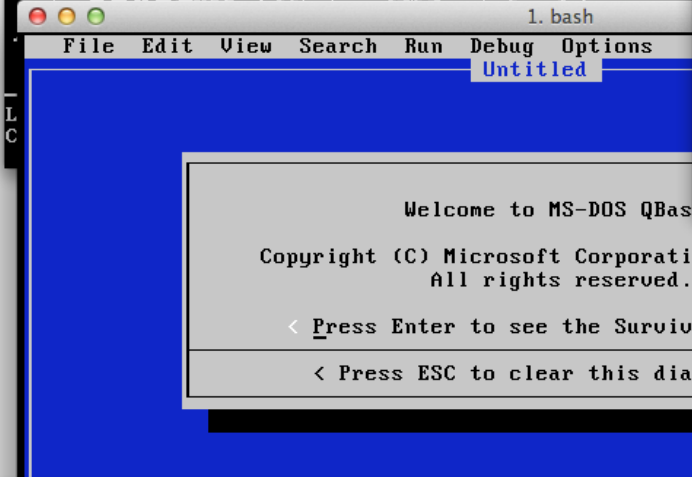 1. bash
File Edit View Search Run Debug Options
Untitled
L
C
Welcome to MS-DOS QBas
Copyright (C) Microsoft Corporati
All rights reserved.
< Press Enter to see the Surviv
< Press ESC to clear this dia